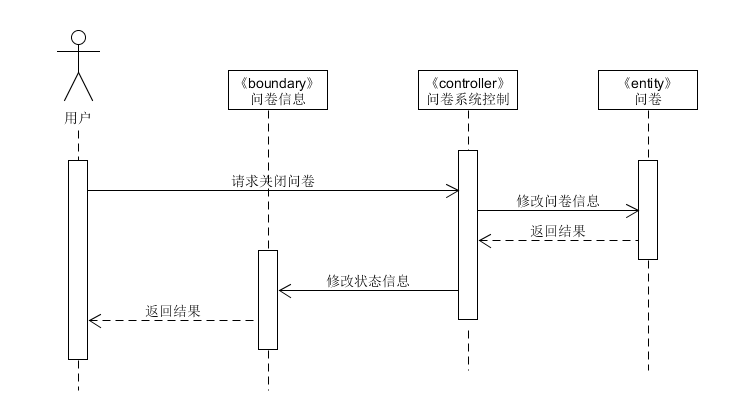 用户
《boundary》
问卷信息
《controller》
问卷系统控制
《entity》
问卷
请求关闭问卷
修改问卷信息
返回结果
修改状态信息
返回结果